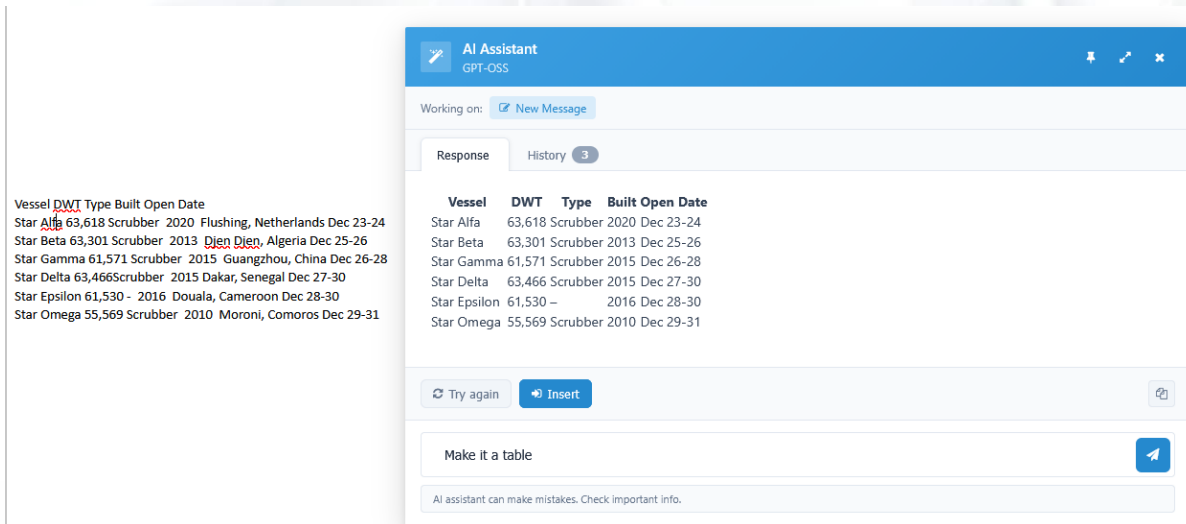 Vessel DWT Type Built Open Date
Star Alfa 63,618 Scrubber 2020 Flushing, Netherlands Dec 23-24
Star Beta 63,301 Scrubber 2013 Djen Djen, Algeria Dec 25-26
Star Gamma 61,571 Scrubber 2015 Guangzhou, China Dec 26-28
Star Delta 63,466Scrubber 2015 Dakar, Senegal Dec 27-30
Star Epsilon 61,530 - 2016 Douala, Cameroon Dec 28-30
Star Omega 55,569 Scrubber 2010 Moroni, Comoros Dec 29-31
AI Assistant
GPT-OSS
Working on: New Message
Response History 3
Vessel DWT Type Built Open Date
Star Alfa 63,618 Scrubber 2020 Dec 23-24
Star Beta 63,301 Scrubber 2013 Dec 25-26
Star Gamma 61,571 Scrubber 2015 Dec 26-28
Star Delta 63,466 Scrubber 2015 Dec 27-30
Star Epsilon 61,530 – 2016 Dec 28-30
Star Omega 55,569 Scrubber 2010 Dec 29-31
Try again Insert
Make it a table
AI assistant can make mistakes. Check important info.